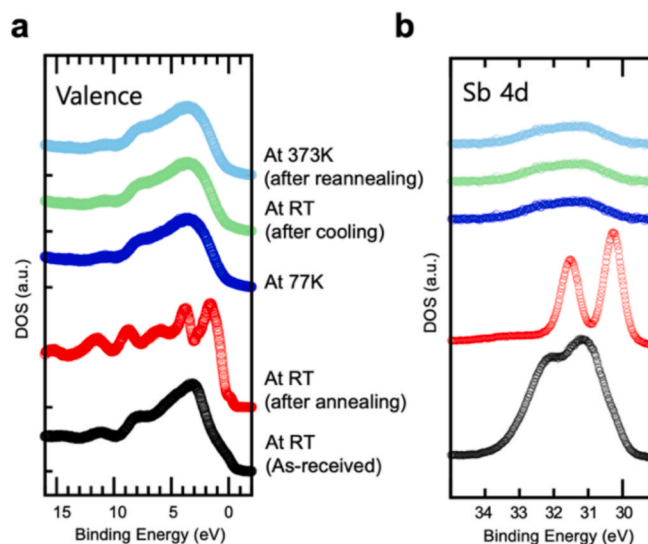 a
Valence
At 373K
(after reannealing)
At RT
(after cooling)
At 77K
At RT
(after annealing)
At RT
(As-received)
DOS (a.u.)
15 10 5 0
Binding Energy (eV)
b
Sb 4d
DOS (a.u.)
34 33 32 31 30
Binding Energy (eV)